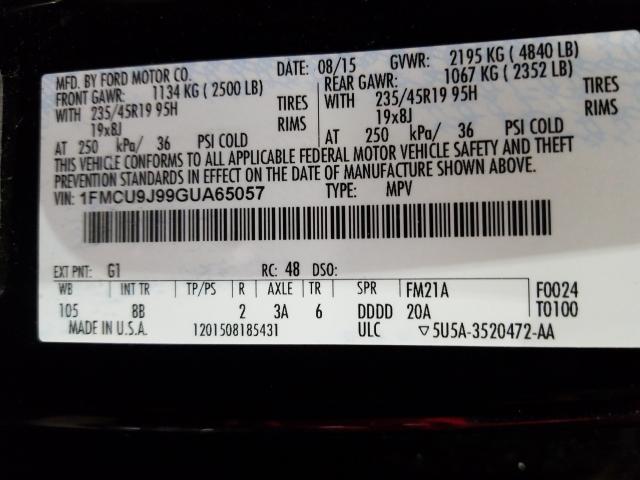 MFD. BY FORD MOTOR CO. DATE: 08/15 GVWR: 2195 KG ( 4840 LB)
FRONT GAWR: 1134 KG ( 2500 LB) REAR GAWR: 1067 KG ( 2352 LB)
WITH 235/45R19 95H TIRES WITH 235/45R19 95H TIRES
19x8J RIMS 19x8J RIMS
AT 250 kPa/ 36 PSI COLD AT 250 kPa/ 36 PSI COLD
THIS VEHICLE CONFORMS TO ALL APPLICABLE FEDERAL MOTOR VEHICLE SAFETY AND THEFT
PREVENTION STANDARDS IN EFFECT ON THE DATE OF MANUFACTURE SHOWN ABOVE.
VIN: 1FMCU9J99GUA65057 TYPE: MPV
EXT PNT: G1 RC: 48 DSO:
WB INT TR TP/PS R AXLE TR SPR FM21A F0024
105 8B 2 3A 6 DDDD 20A T0100
MADE IN U.S.A. 1201508185431 ULC ▽5U5A-3520472-AA